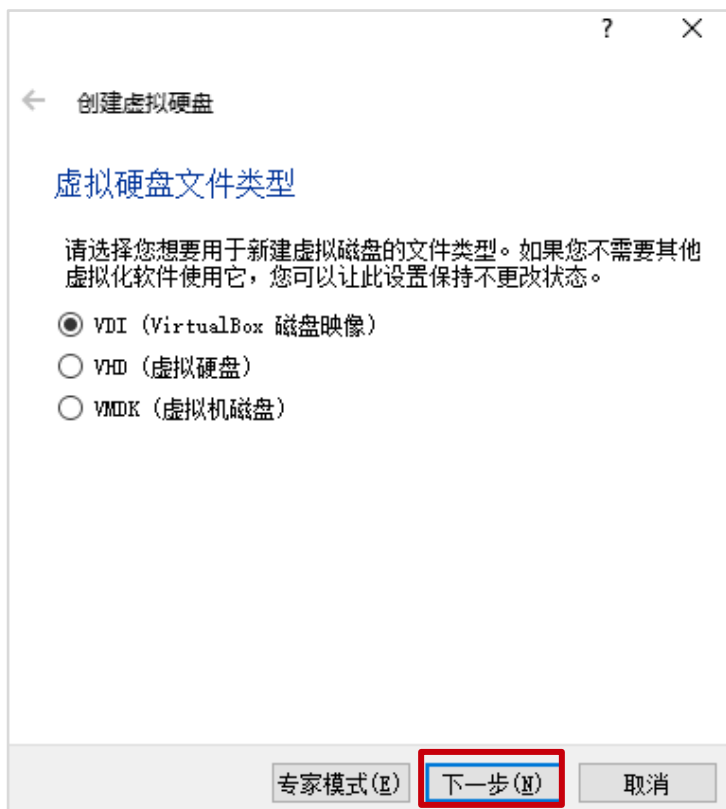 ?
创建虚拟硬盘
虚拟硬盘文件类型
请选择您想要用于新建虚拟磁盘的文件类型。如果您不需要其他
虚拟化软件使用它，您可以让此设置保持不更改状态。
VDI (VirtualBox 磁盘映像)
VHD (虚拟硬盘)
VMDK (虚拟机磁盘)
专家模式(E) 下一步(N) 取消